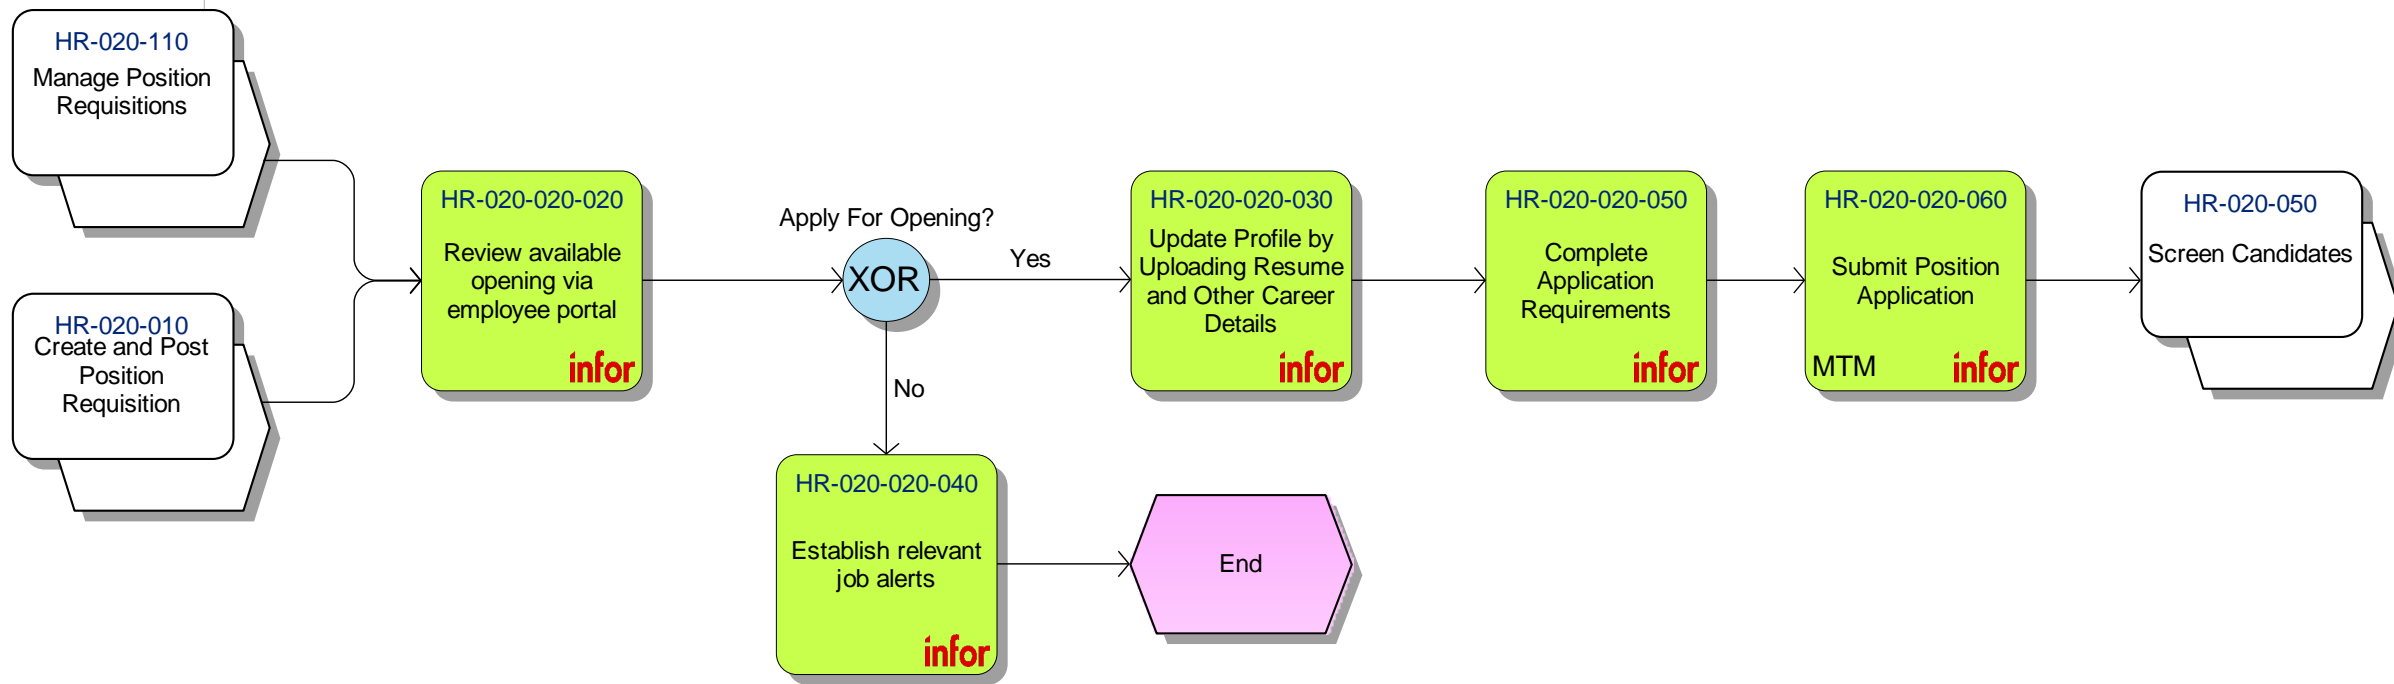 HR-020-110
Manage Position
Requisitions
HR-020-010
Create and Post
Position
Requisition
HR-020-020-020
Review available
opening via
employee portal
infor
Apply For Opening?
XOR
Yes
No
HR-020-020-040
Establish relevant
job alerts
infor
End
HR-020-020-030
Update Profile by
Uploading Resume
and Other Career
Details
infor
HR-020-020-050
Complete
Application
Requirements
infor
HR-020-020-060
Submit Position
Application
MTM infor
HR-020-050
Screen Candidates